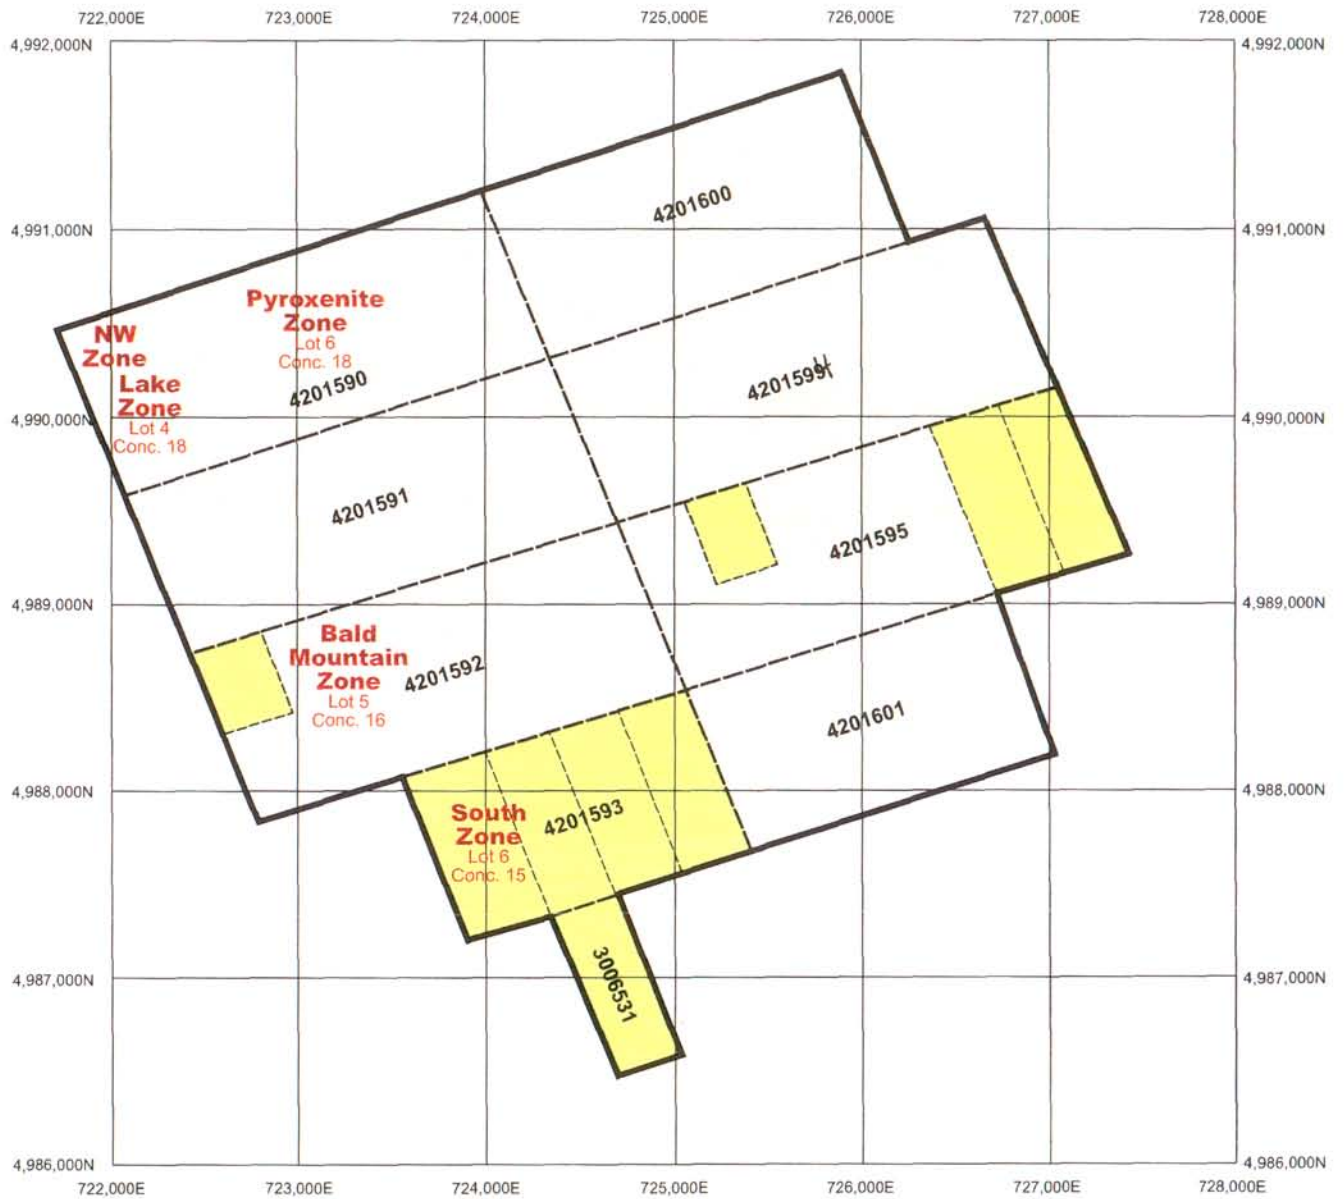 722,000E 723,000E 724,000E 725,000E 726,000E 727,000E 728,000E
4,992,000N 4,992,000N
4201600
4,991,000N 4,991,000N
Pyroxenite
Zone
Lot 6
Conc. 18
NW
Zone
Lake
Zone
Lot 4
Conc. 18
4201590
4201599
4,990,000N 4,990,000N
4201591
4201595
4,989,000N 4,989,000N
Bald
Mountain
Zone
Lot 5
Conc. 16
4201592
4201601
4,988,000N 4,988,000N
South
Zone
Lot 6
Conc. 15
4201593
4,987,000N 4,987,000N
3006531
4,986,000N 4,986,000N
722,000E 723,000E 724,000E 725,000E 726,000E 727,000E 728,000E